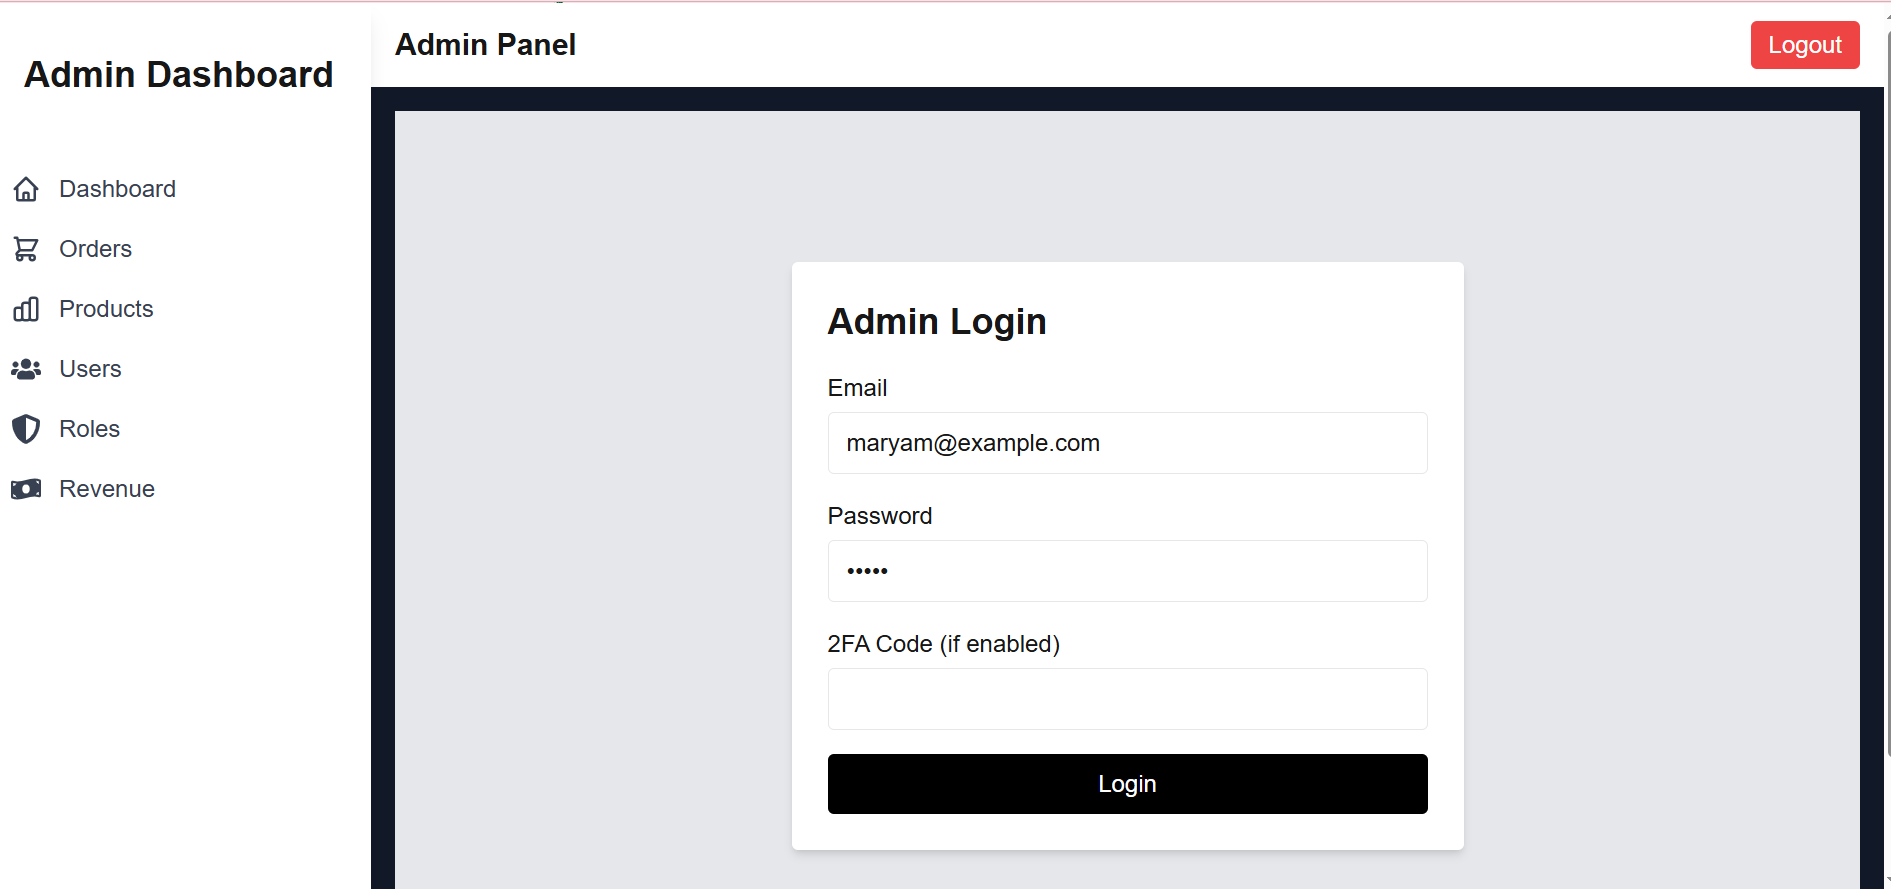 Admin Dashboard
Dashboard
Orders
Products
Users
Roles
Revenue
Admin Panel
Logout
Admin Login
Email
maryam@example.com
Password
•••••
2FA Code (if enabled)
Login